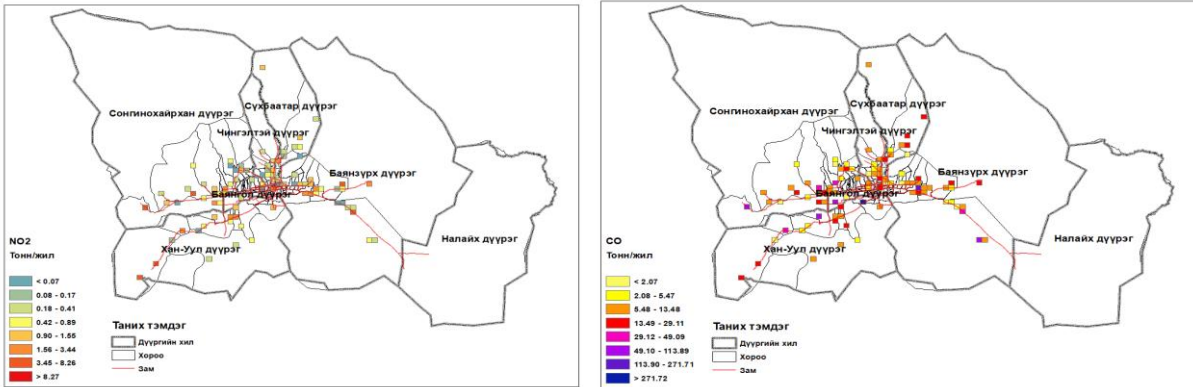 Сонгинохайрхан дүүрэг
Сүхбаатар дүүрэг
Чингэлтэй дүүрэг
Баянзүрх дүүрэг
Баянгол дүүрэг
Налайх дүүрэг
Хан-Уул дүүрэг
NO2
Тонн/жил
< 0.07
0.08 - 0.17
0.18 - 0.41
0.42 - 0.89
0.90 - 1.55
1.56 - 3.44
3.45 - 8.26
> 8.27
Таних тэмдэг
Дүүргийн хил
Хороо
Зам
Сонгинохайрхан дүүрэг
Сүхбаатар дүүрэг
Чингэлтэй дүүрэг
Баянзүрх дүүрэг
Баянгол дүүрэг
Налайх дүүрэг
Хан-Уул дүүрэг
CO
Тонн/жил
< 2.07
2.08 - 5.47
5.48 - 13.48
13.49 - 29.11
29.12 - 49.09
49.10 - 113.89
113.90 - 271.71
> 271.72
Таних тэмдэг
Дүүргийн хил
Хороо
Зам